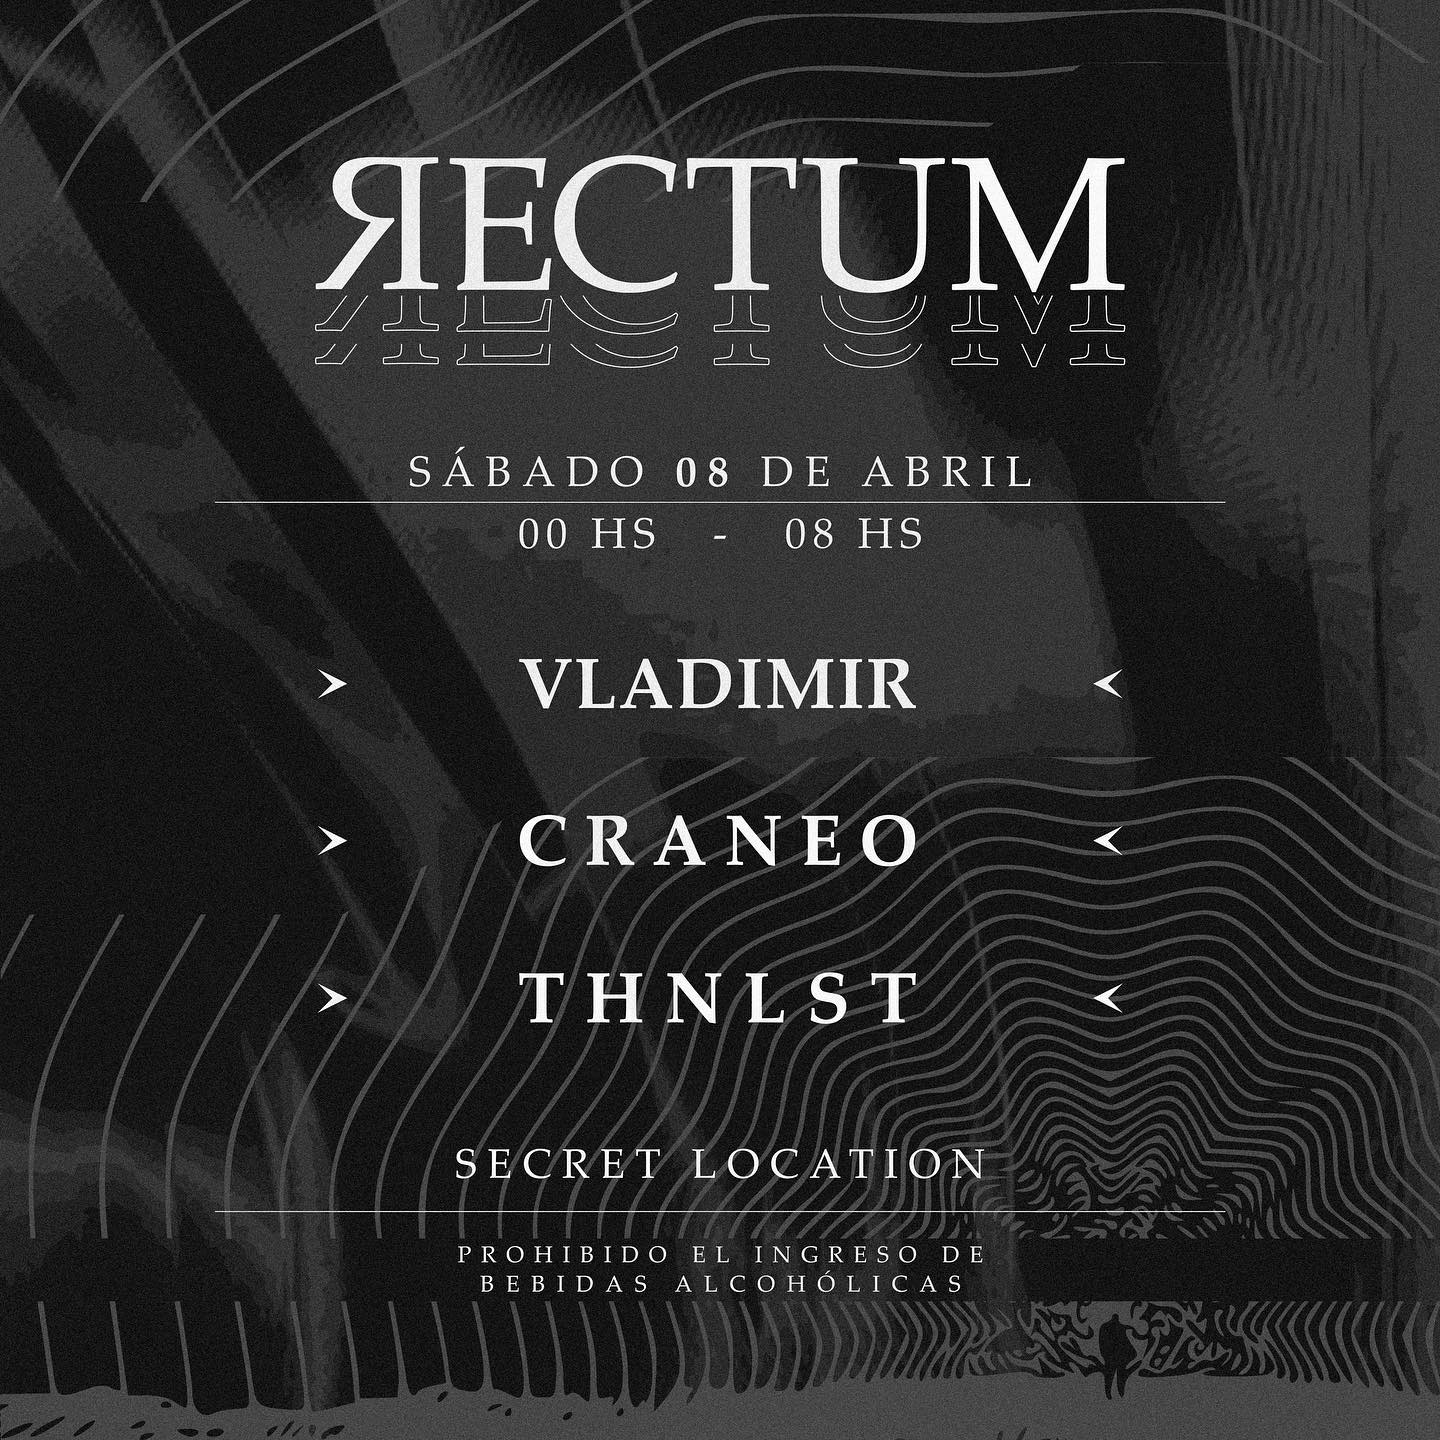 ЯECTUM
SÁBADO 08 DE ABRIL
00 HS - 08 HS
VLADIMIR
CRANEO
THNLST
SECRET LOCATION
PROHIBIDO EL INGRESO DE
BEBIDAS ALCOHÓLICAS